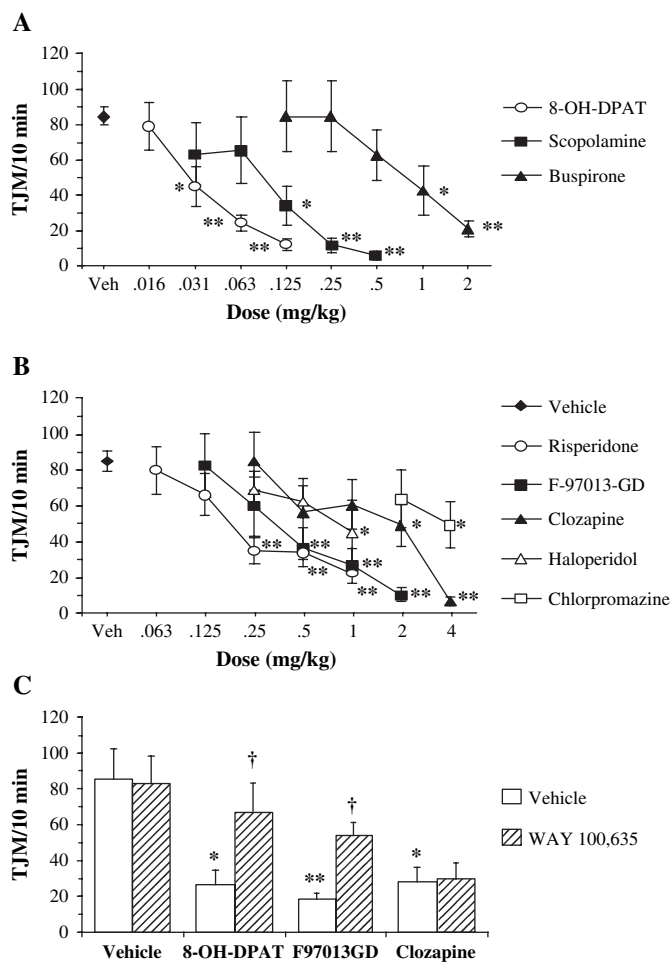 A
120
100
80
60
40
20
0
TJM/10 min
* ** ** * ** ** * **
Veh .016 .031 .063 .125 .25 .5 1 2
Dose (mg/kg)
8-OH-DPAT
Scopolamine
Buspirone
B
120
100
80
60
40
20
0
TJM/10 min
** ** ** * ** ** * ** * **
Veh .063 .125 .25 .5 1 2 4
Dose (mg/kg)
Vehicle
Risperidone
F-97013-GD
Clozapine
Haloperidol
Chlorpromazine
C
120
100
80
60
40
20
0
TJM/10 min
* † ** † *
Vehicle 8-OH-DPAT F97013GD Clozapine
Vehicle
WAY 100,635